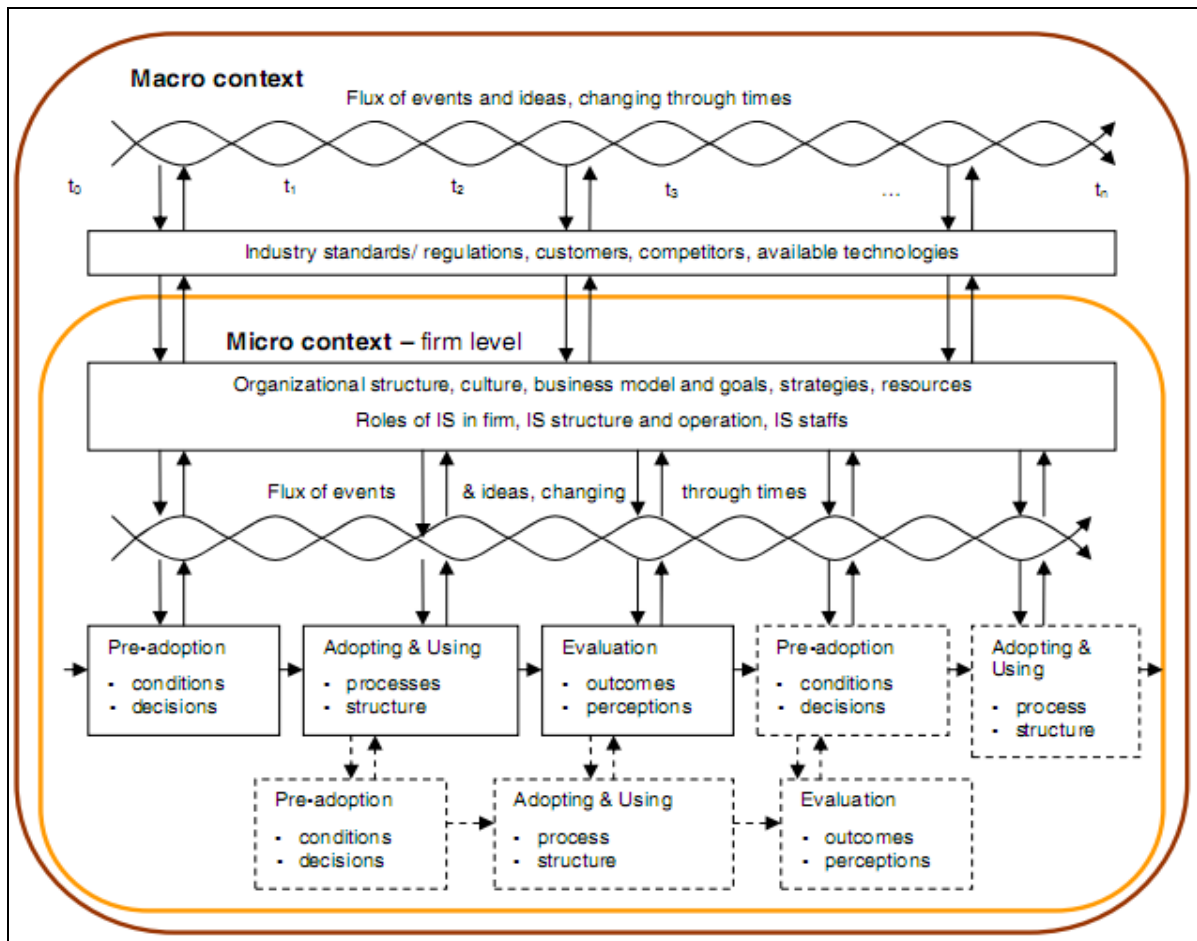 Macro context
Flux of events and ideas, changing through times
t₀ t₁ t₂ t₃ ... tₙ
Industry standards/ regulations, customers, competitors, available technologies
Micro context – firm level
Organizational structure, culture, business model and goals, strategies, resources
Roles of IS in firm, IS structure and operation, IS staffs
Flux of events & ideas, changing through times
Pre-adoption
▪ conditions
▪ decisions
Adopting & Using
▪ processes
▪ structure
Evaluation
▪ outcomes
▪ perceptions
Pre-adoption
▪ conditions
▪ decisions
Adopting &
Using
▪ process
▪ structure
Pre-adoption
▪ conditions
▪ decisions
Adopting & Using
▪ process
▪ structure
Evaluation
▪ outcomes
▪ perceptions